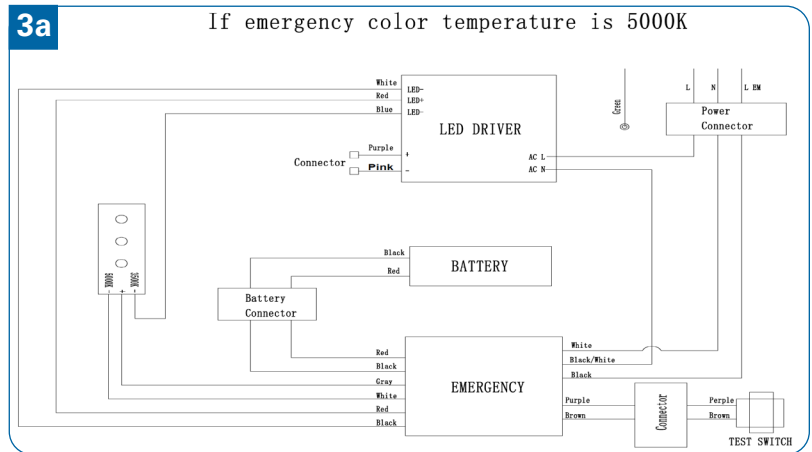 3a
If emergency color temperature is 5000K
White
LED-
Red
LED+
Blue
LED-
LED DRIVER
Purple
+
Connector
Pink
-
AC L
AC N
Green
L
N
L EM
Power
Connector
5000K
3500K
-
+
-
Black
Red
BATTERY
Battery
Connector
Red
Black
Gray
White
Red
Black
EMERGENCY
White
Black/White
Black
Purple
Brown
Connector
Perple
Brown
TEST SWITCH